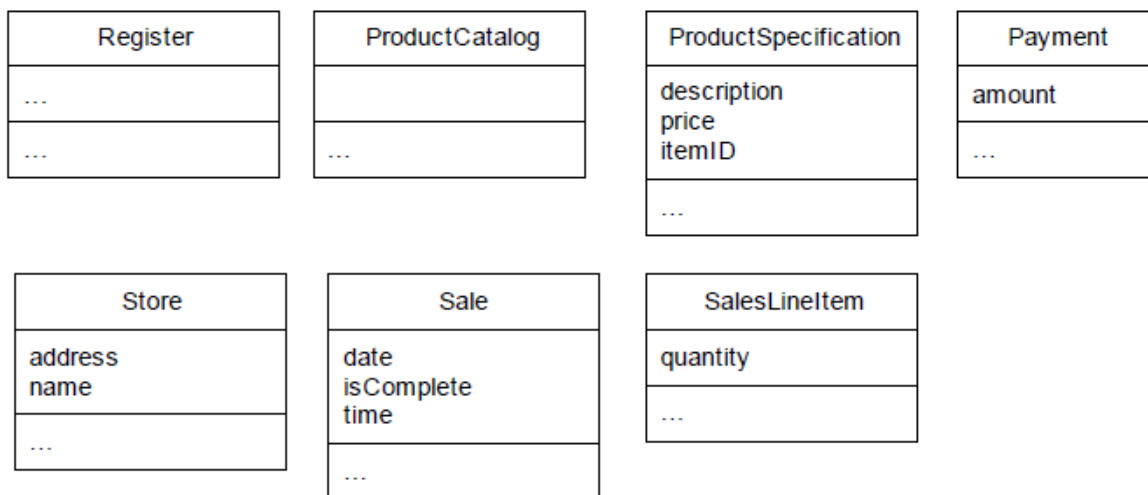 Register
...
...
ProductCatalog
...
ProductSpecification
description
price
itemID
...
Payment
amount
...
Store
address
name
...
Sale
date
isComplete
time
...
SalesLineItem
quantity
...